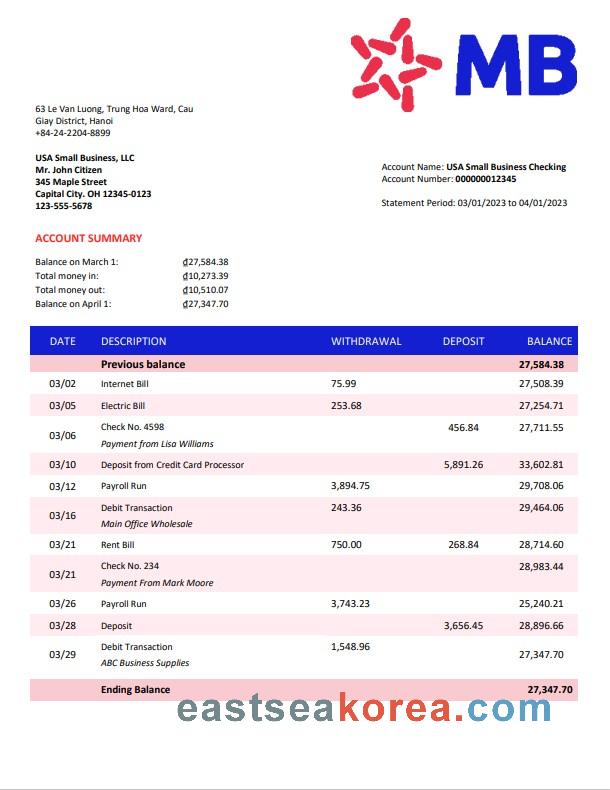 MB
63 Le Van Luong, Trung Hoa Ward, Cau
Giay District, Hanoi
+84-24-2204-8899
USA Small Business, LLC
Mr. John Citizen
345 Maple Street
Capital City. OH 12345-0123
123-555-5678
Account Name: USA Small Business Checking
Account Number: 000000012345
Statement Period: 03/01/2023 to 04/01/2023
ACCOUNT SUMMARY
Balance on March 1: ₫27,584.38
Total money in: ₫10,273.39
Total money out: ₫10,510.07
Balance on April 1: ₫27,347.70
DATE DESCRIPTION WITHDRAWAL DEPOSIT BALANCE
Previous balance 27,584.38
03/02 Internet Bill 75.99 27,508.39
03/05 Electric Bill 253.68 27,254.71
03/06 Check No. 4598 456.84 27,711.55
Payment from Lisa Williams
03/10 Deposit from Credit Card Processor 5,891.26 33,602.81
03/12 Payroll Run 3,894.75 29,708.06
03/16 Debit Transaction 243.36 29,464.06
Main Office Wholesale
03/21 Rent Bill 750.00 268.84 28,714.60
03/21 Check No. 234 28,983.44
Payment From Mark Moore
03/26 Payroll Run 3,743.23 25,240.21
03/28 Deposit 3,656.45 28,896.66
03/29 Debit Transaction 1,548.96 27,347.70
ABC Business Supplies
Ending Balance 27,347.70
eastseakorea.com